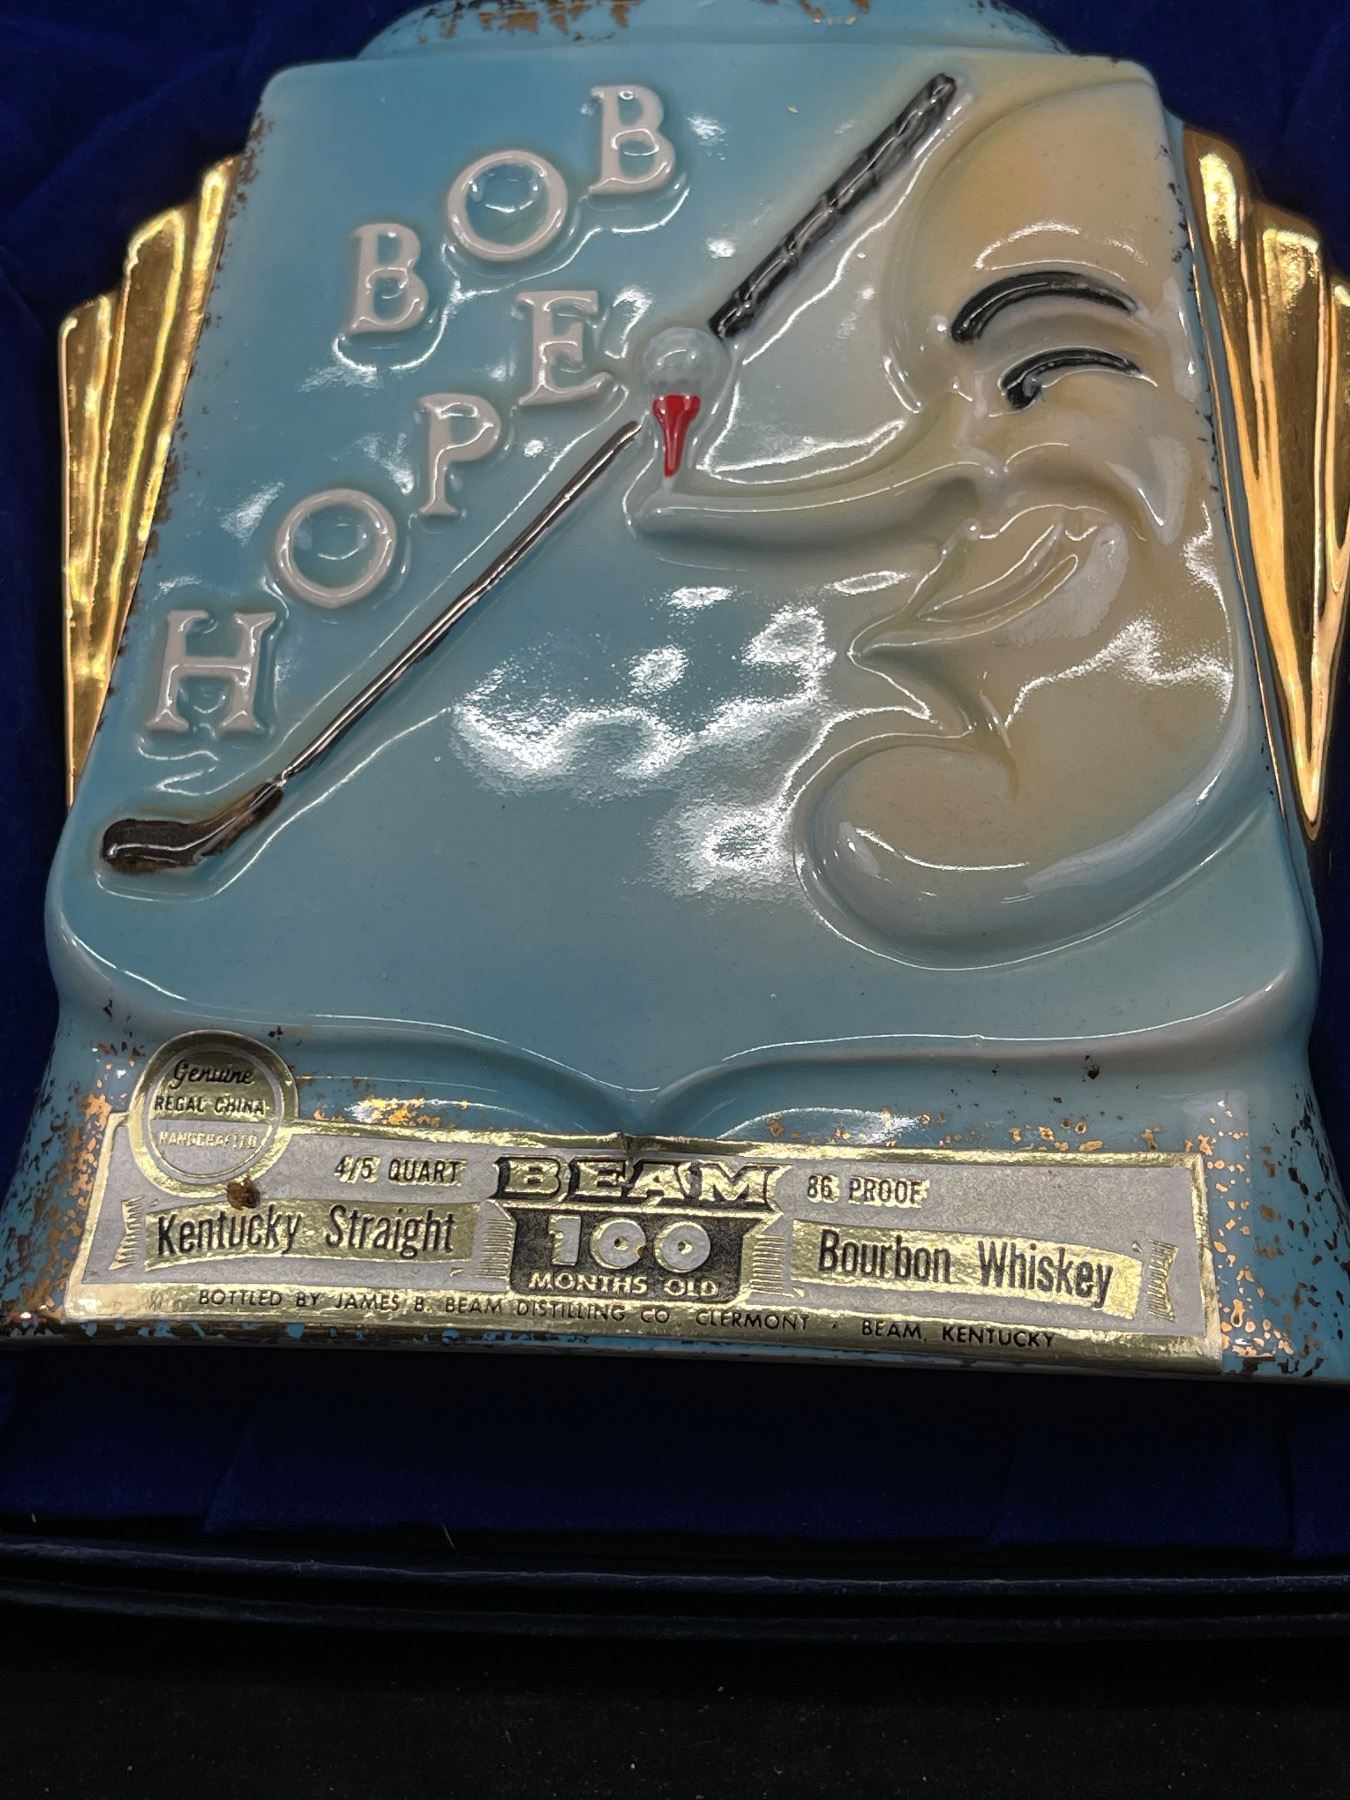 BOB
HOPE
Genuine
REGAL CHINA
HANDCRAFTED
4/5 QUART
BEAM
86 PROOF
Kentucky Straight
100
MONTHS OLD
Bourbon Whiskey
BOTTLED BY JAMES B. BEAM DISTILLING CO. CLERMONT · BEAM, KENTUCKY